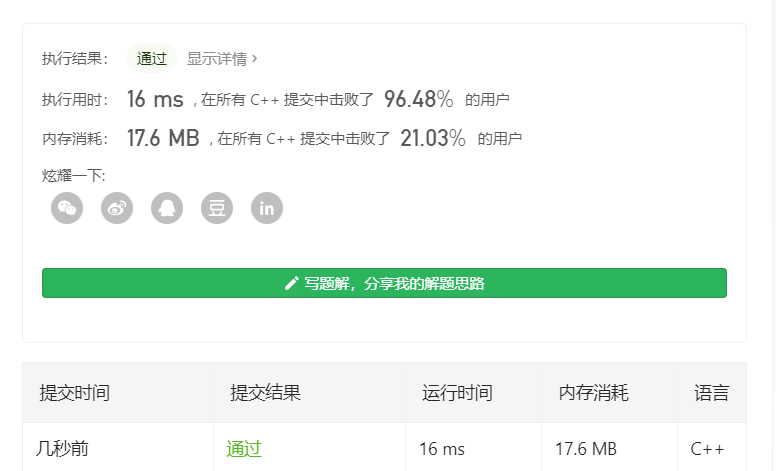 执行结果： 通过 显示详情 >
执行用时： 16 ms , 在所有 C++ 提交中击败了 96.48% 的用户
内存消耗： 17.6 MB , 在所有 C++ 提交中击败了 21.03% 的用户
炫耀一下:
豆 in
写题解，分享我的解题思路
提交时间 提交结果 运行时间 内存消耗 语言
几秒前 通过 16 ms 17.6 MB C++